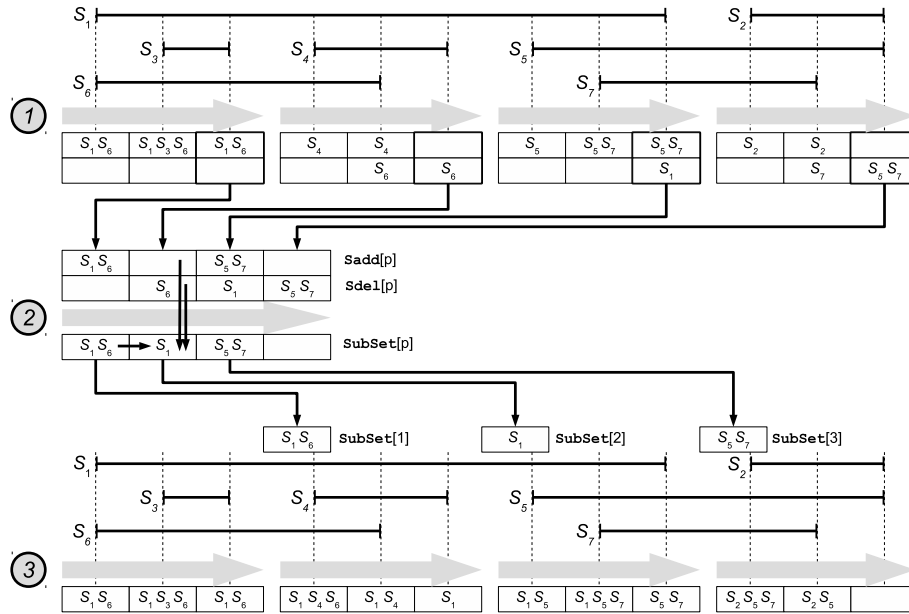 S1 S2
S3 S4 S5
S6 S7
1
S1 S6 S1 S3 S6 S1 S6 S4 S4 S5 S5 S7 S5 S7 S2 S2
S6 S6 S1 S7 S5 S7
S1 S6 S5 S7 Sadd[p]
S6 S1 S5 S7 Sdel[p]
2
S1 S6 S1 S5 S7 SubSet[p]
S1 S6 SubSet[1] S1 SubSet[2] S5 S7 SubSet[3]
S1 S2
S3 S4 S5
S6 S7
3
S1 S6 S1 S3 S6 S1 S6 S1 S4 S6 S1 S4 S1 S1 S5 S1 S5 S7 S5 S7 S2 S5 S7 S2 S5